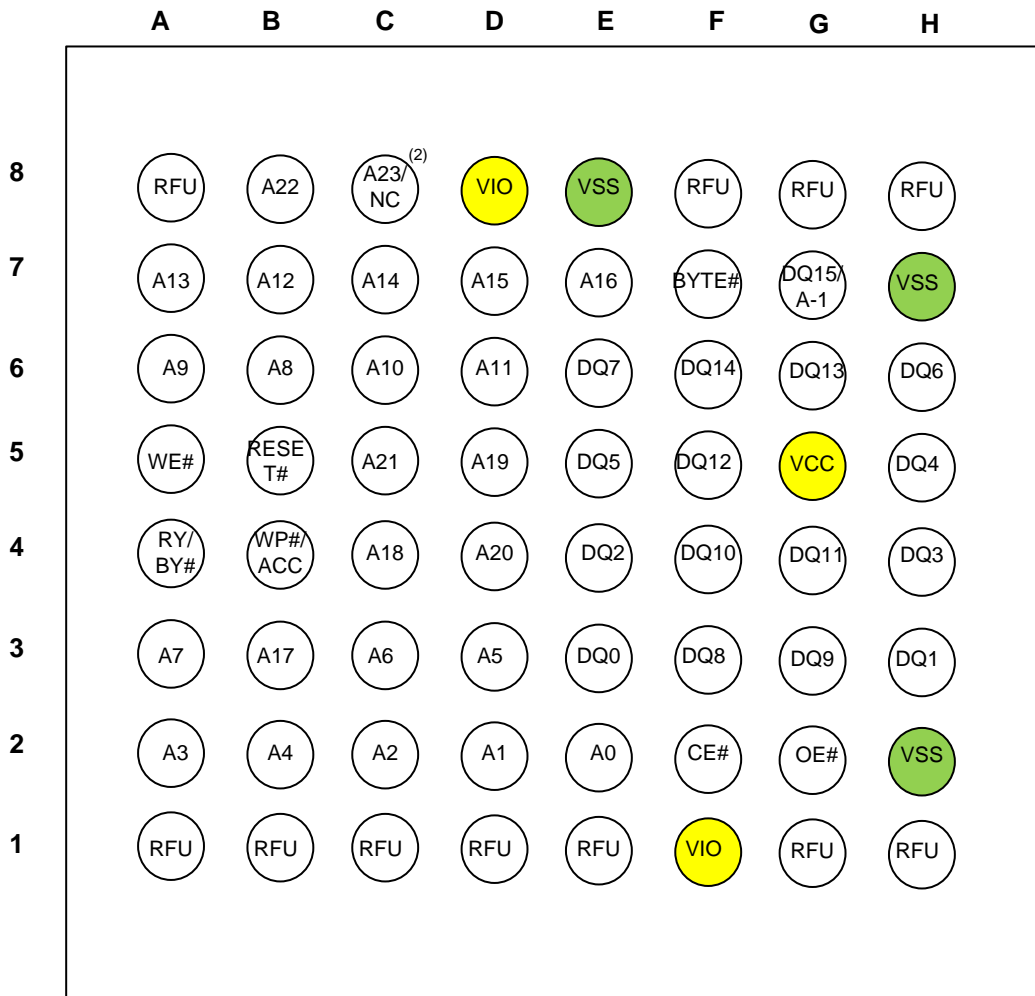 A B C D E F G H
8 RFU A22 A23/ NC (2) VIO VSS RFU RFU RFU
7 A13 A12 A14 A15 A16 BYTE# DQ15/ A-1 VSS
6 A9 A8 A10 A11 DQ7 DQ14 DQ13 DQ6
5 WE# RESE T# A21 A19 DQ5 DQ12 VCC DQ4
4 RY/ BY# WP#/ ACC A18 A20 DQ2 DQ10 DQ11 DQ3
3 A7 A17 A6 A5 DQ0 DQ8 DQ9 DQ1
2 A3 A4 A2 A1 A0 CE# OE# VSS
1 RFU RFU RFU RFU RFU VIO RFU RFU